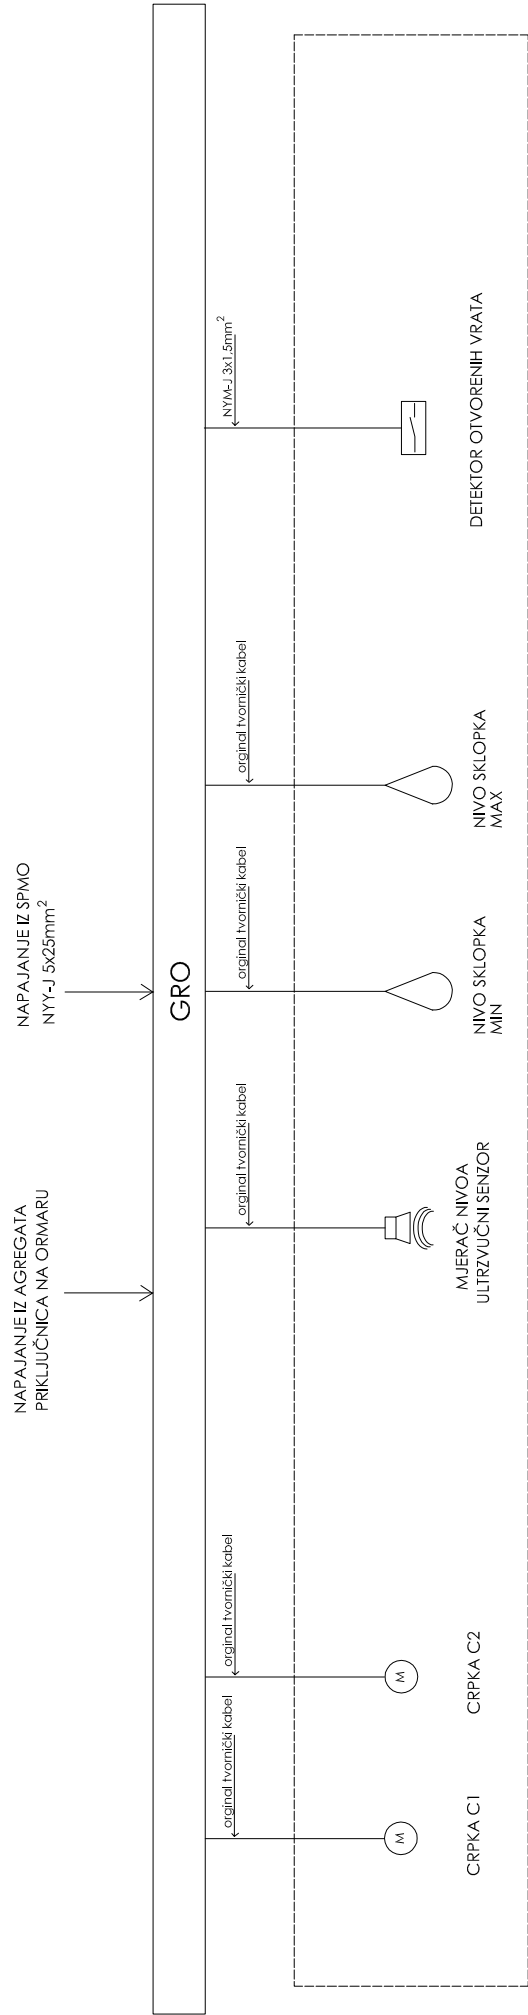 NAPAJANJE IZ AGREGATA
PRIKLJUČNICA NA ORMARU
NAPAJANJE IZ SPMO
NYY-J 5x25mm²
GRO
orginal tvornički kabel
orginal tvornički kabel
orginal tvornički kabel
orginal tvornički kabel
orginal tvornički kabel
NYM-J 3x1.5mm²
M
M
CRPKA C1
CRPKA C2
MJERAČ NIVOA
ULTRZVUČNI SENZOR
NIVO SKLOPKA
MIN
NIVO SKLOPKA
MAX
DETEKTOR OTVORENIH VRATA